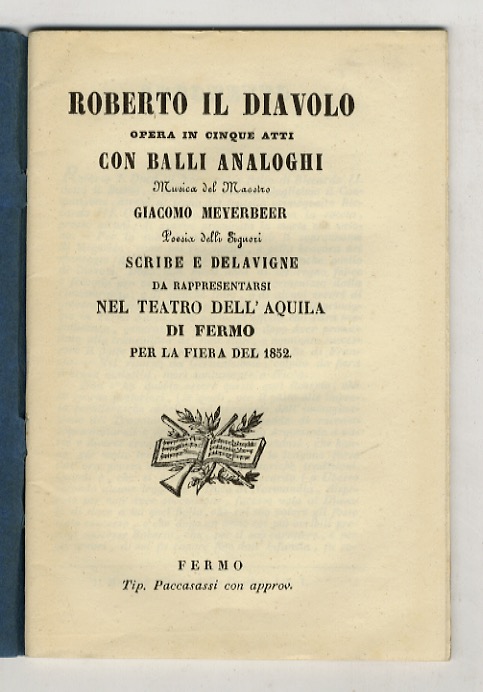 ROBERTO IL DIAVOLO
OPERA IN CINQUE ATTI
CON BALLI ANALOGHI
Musica del Maestro
GIACOMO MEYERBEER
Poesia delli Signori
SCRIBE E DELAVIGNE
DA RAPPRESENTARSI
NEL TEATRO DELL'AQUILA
DI FERMO
PER LA FIERA DEL 1852.
FERMO
Tip. Paccasassi con approv.